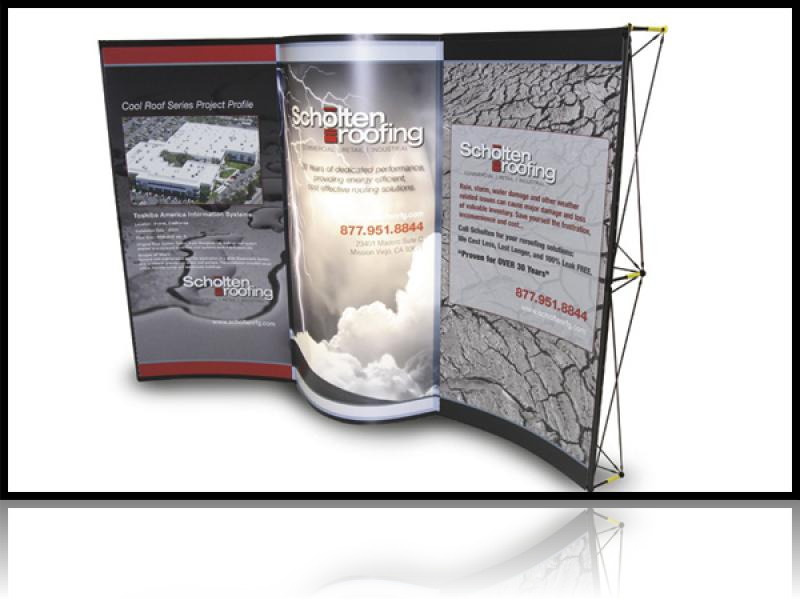 Cool Roof Series Project Profile
Toshiba America Information Systems
Scholten
roofing
www.scholtenrfg.com
Scholten
roofing
COMMERCIAL | RETAIL | INDUSTRIAL
Years of dedicated performance,
providing energy efficient,
cost effective roofing solutions.
877.951.8844
23401 Madero Suite
Mission Viejo, CA
Scholten
roofing
COMMERCIAL | RETAIL | INDUSTRIAL
Rain, storm, water damage and other weather
related issues can cause major damage and loss
of valuable inventory. Save yourself the frustration,
inconvenience and cost...
Call Scholten for your reroofing solutions:
We Cost Less, Last Longer, and 100% Leak FREE.
"Proven for OVER 30 Years"
877.951.8844
www.scholtenrfg.com